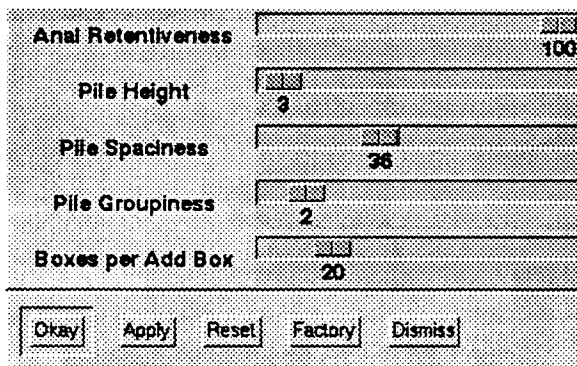 Anal Retentiveness
100
Pile Height
3
Pile Spaciness
36
Pile Groupiness
2
Boxes per Add Box
20
Okay Apply Reset Factory Dismiss